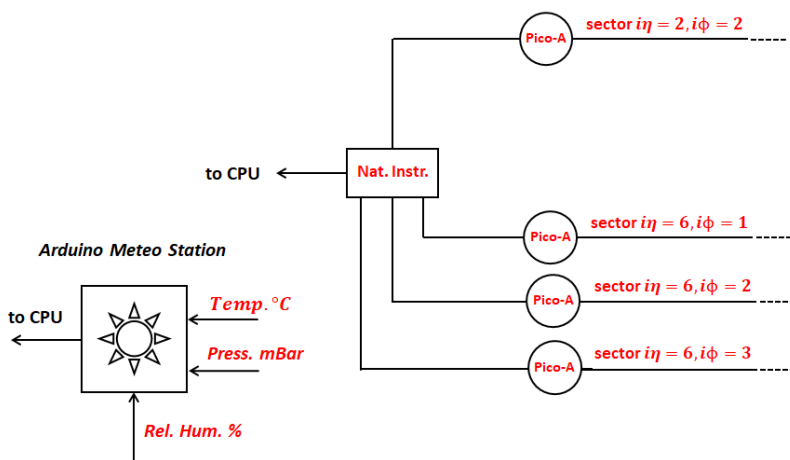 Pico-A
sector iη = 2, iϕ = 2
to CPU
Nat. Instr.
Pico-A
sector iη = 6, iϕ = 1
Arduino Meteo Station
Pico-A
sector iη = 6, iϕ = 2
to CPU
Temp. °C
Press. mBar
Pico-A
sector iη = 6, iϕ = 3
Rel. Hum. %